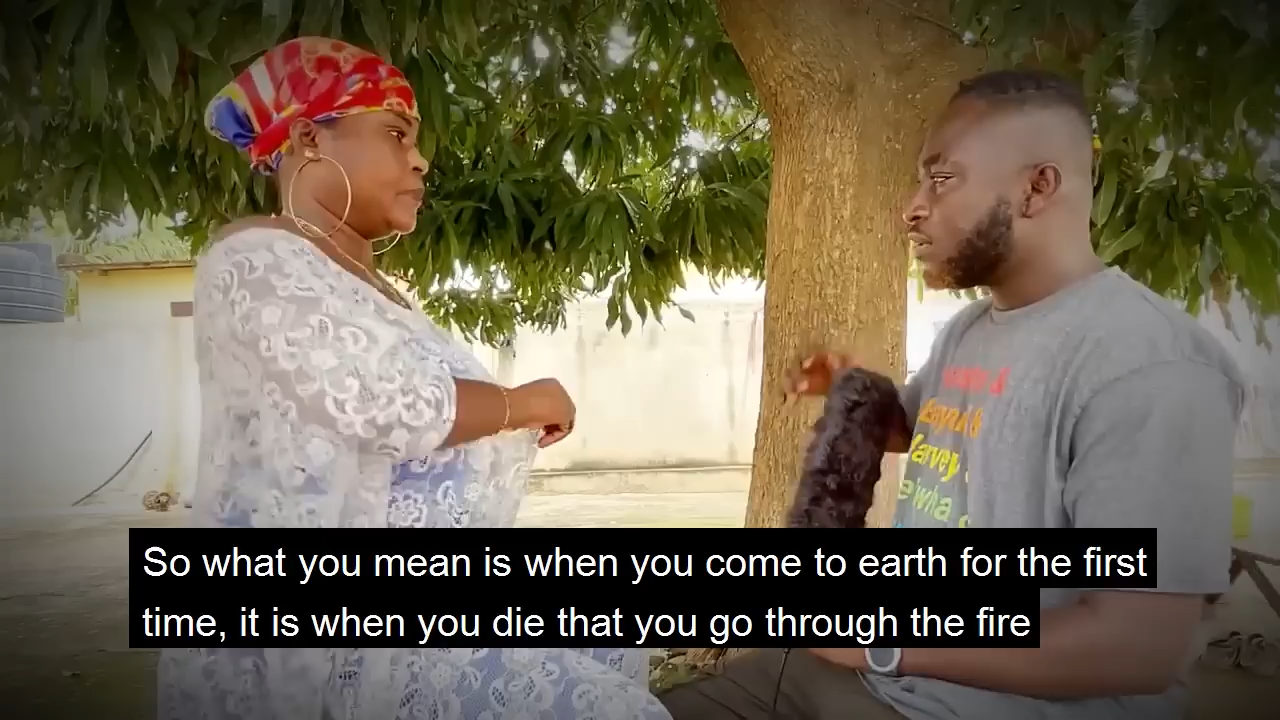 So what you mean is when you come to earth for the first
time, it is when you die that you go through the fire